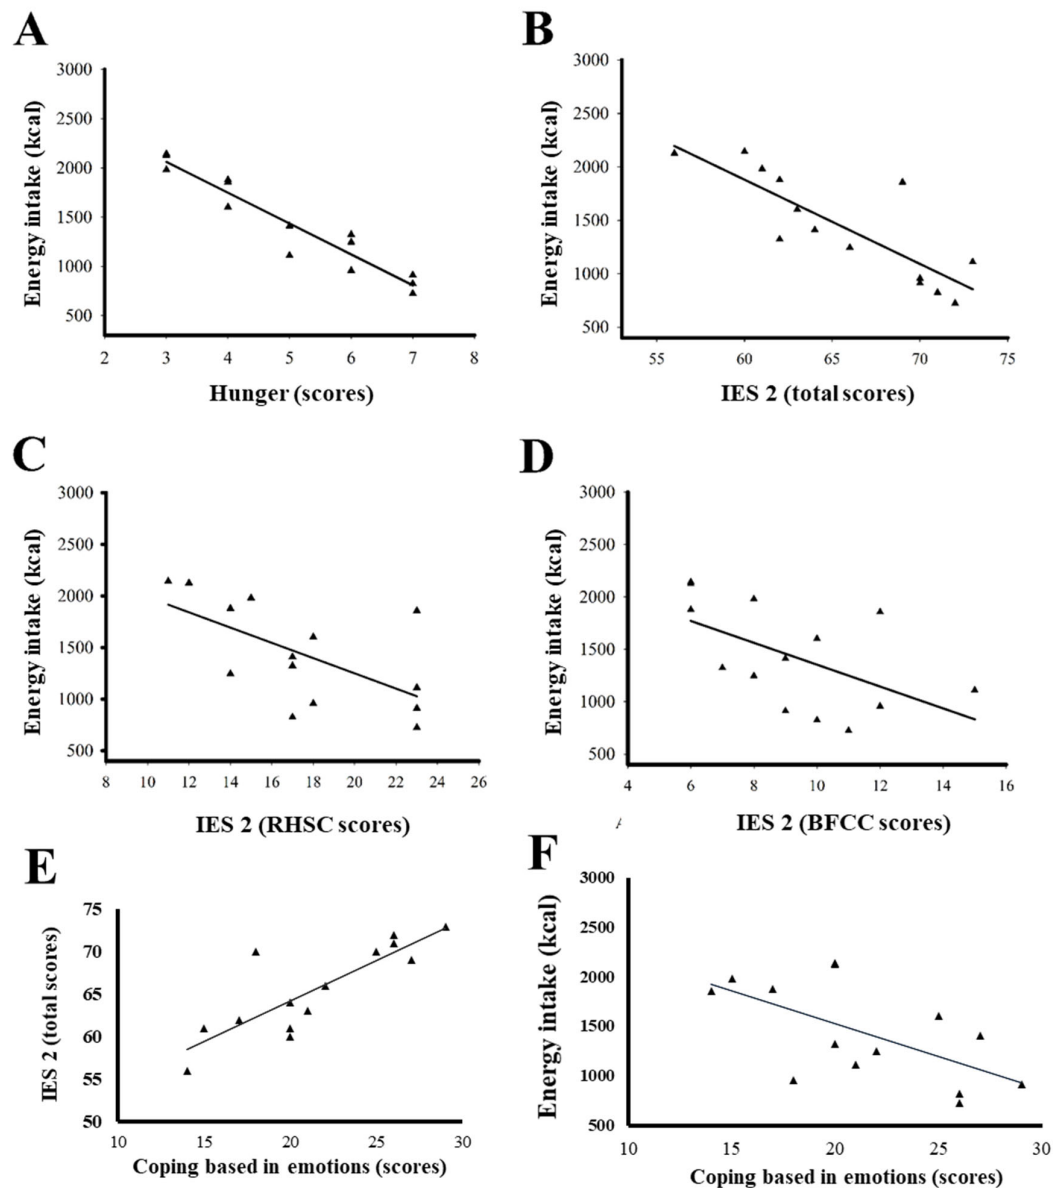 A
3000
2500
2000
1500
1000
500
Energy intake (kcal)
2 3 4 5 6 7 8
Hunger (scores)
B
3000
2500
2000
1500
1000
500
Energy intake (kcal)
55 60 65 70 75
IES 2 (total scores)
C
3000
2500
2000
1500
1000
500
Energy intake (kcal)
8 10 12 14 16 18 20 22 24 26
IES 2 (RHSC scores)
D
3000
2500
2000
1500
1000
500
Energy intake (kcal)
4 6 8 10 12 14 16
IES 2 (BFCC scores)
E
75
70
65
60
55
50
IES 2 (total scores)
10 15 20 25 30
Coping based in emotions (scores)
F
3000
2500
2000
1500
1000
500
Energy intake (kcal)
10 15 20 25 30
Coping based in emotions (scores)